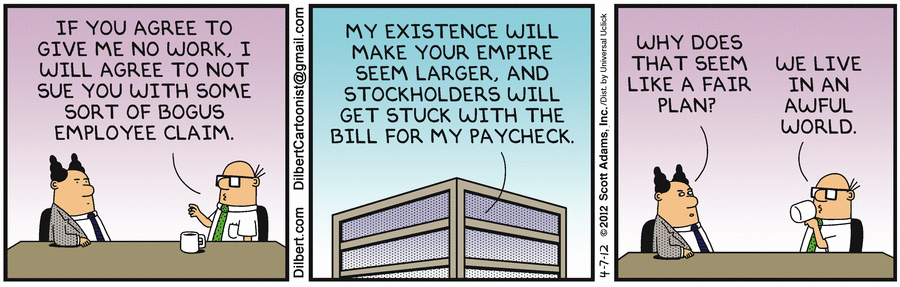 IF YOU AGREE TO
GIVE ME NO WORK, I
WILL AGREE TO NOT
SUE YOU WITH SOME
SORT OF BOGUS
EMPLOYEE CLAIM.
Dilbert.com DilbertCartoonist@gmail.com
MY EXISTENCE WILL
MAKE YOUR EMPIRE
SEEM LARGER, AND
STOCKHOLDERS WILL
GET STUCK WITH THE
BILL FOR MY PAYCHECK.
4-7-12 ©2012 Scott Adams, Inc./Dist. by Universal Uclick
WHY DOES
THAT SEEM
LIKE A FAIR
PLAN?
WE LIVE
IN AN
AWFUL
WORLD.